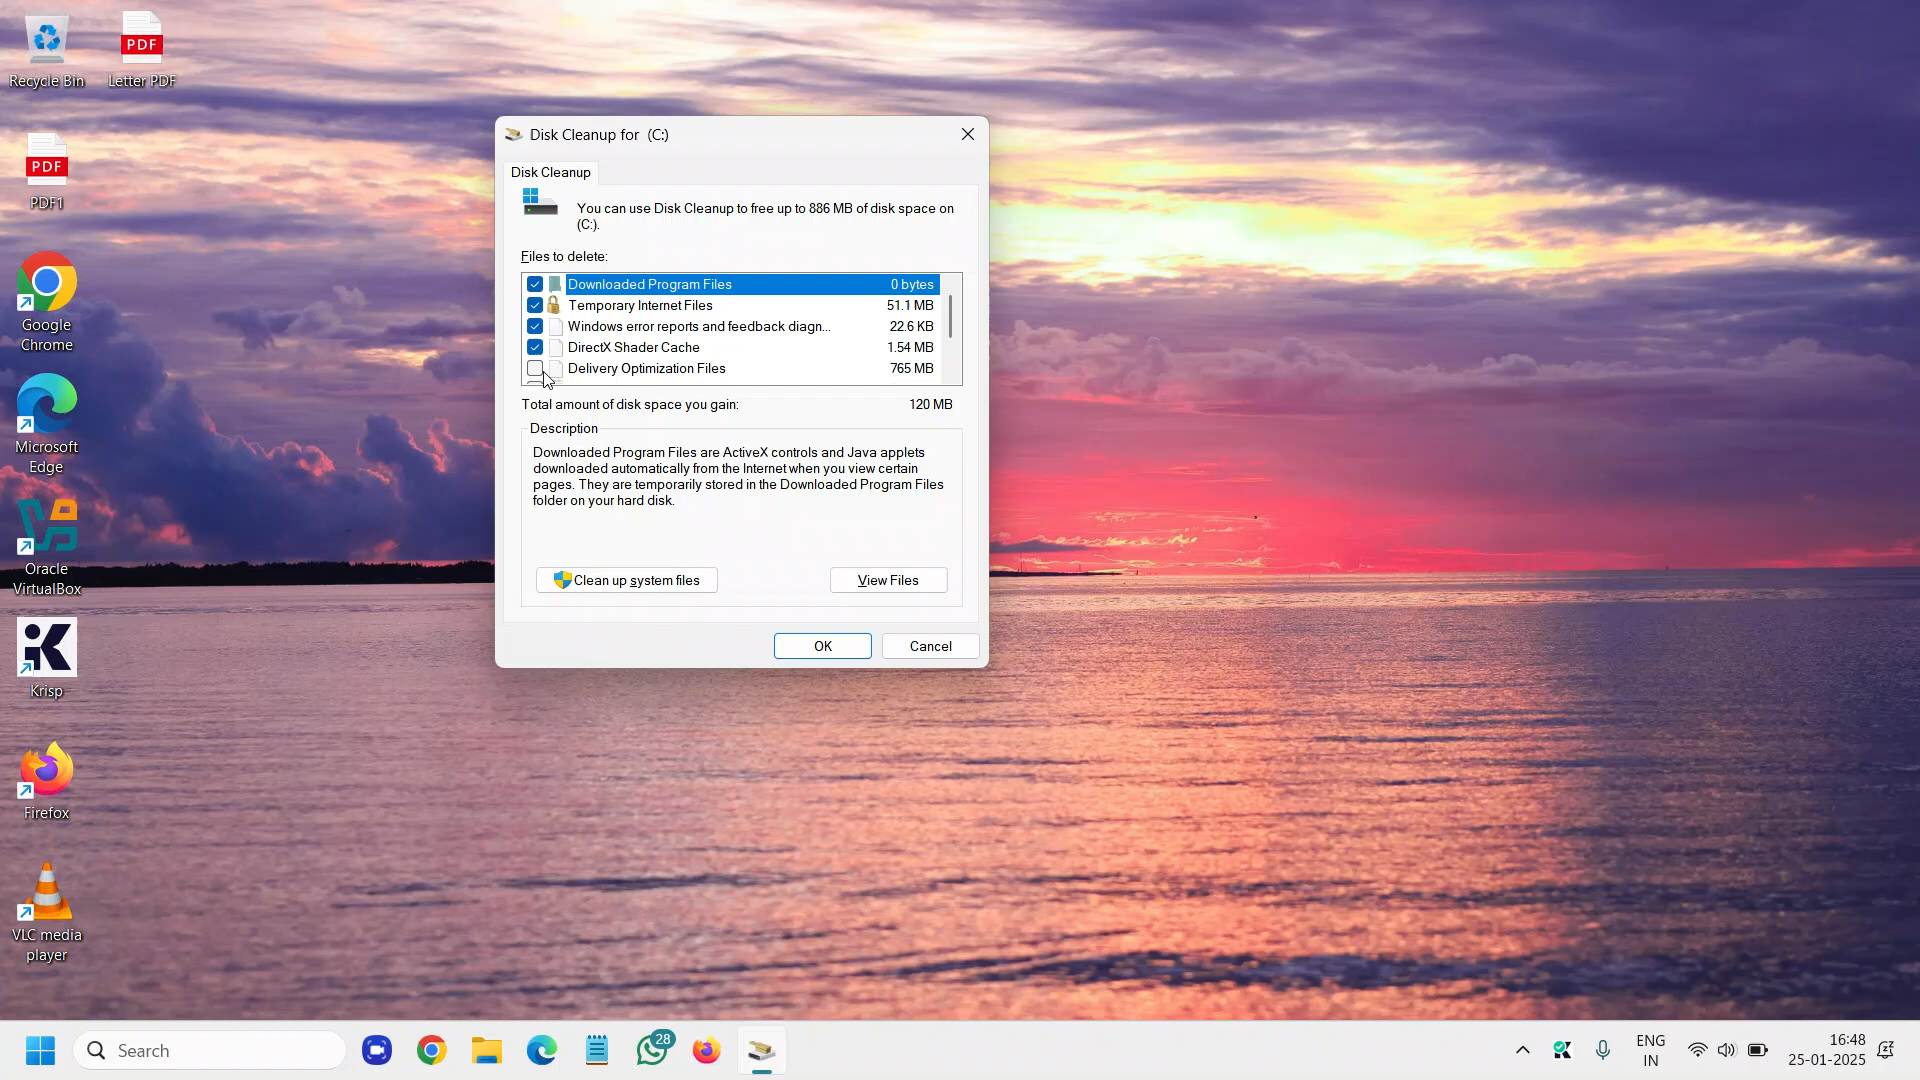 Recycle Bin
PDF
Letter PDF
PDF
PDF1
Google
Chrome
Microsoft
Edge
Oracle
VirtualBox
Krisp
Firefox
VLC media
player
Disk Cleanup for (C:)
Disk Cleanup
You can use Disk Cleanup to free up to 886 MB of disk space on
(C:).
Files to delete:
Downloaded Program Files 0 bytes
Temporary Internet Files 51.1 MB
Windows error reports and feedback diagn... 22.6 KB
DirectX Shader Cache 1.54 MB
Delivery Optimization Files 765 MB
Total amount of disk space you gain: 120 MB
Description
Downloaded Program Files are ActiveX controls and Java applets
downloaded automatically from the Internet when you view certain
pages. They are temporarily stored in the Downloaded Program Files
folder on your hard disk.
Clean up system files View Files
OK Cancel
Search
28
ENG
IN
16:48
25-01-2025